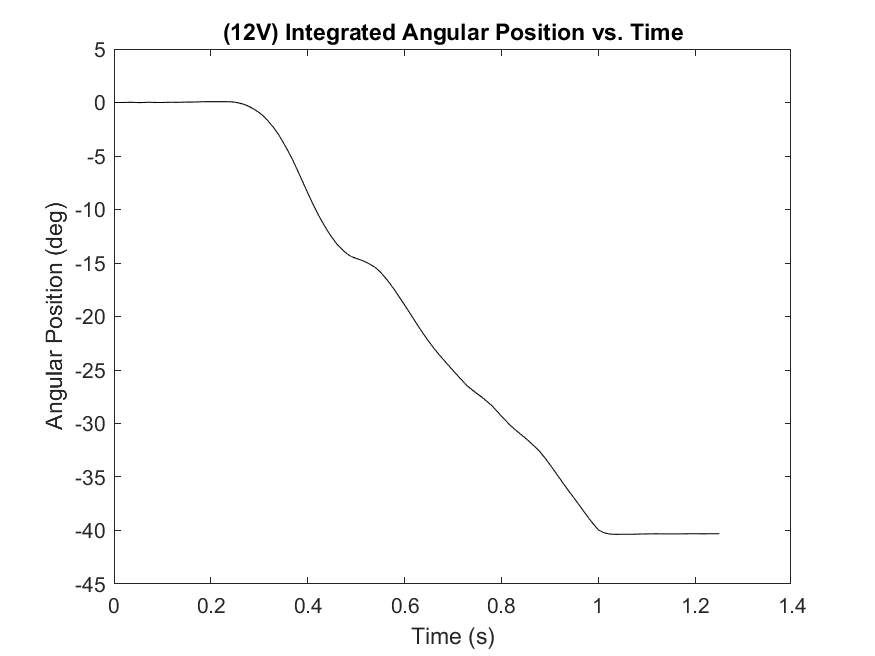 (12V) Integrated Angular Position vs. Time
5
0
-5
-10
-15
-20
-25
-30
-35
-40
-45
Angular Position (deg)
0 0.2 0.4 0.6 0.8 1 1.2 1.4
Time (s)